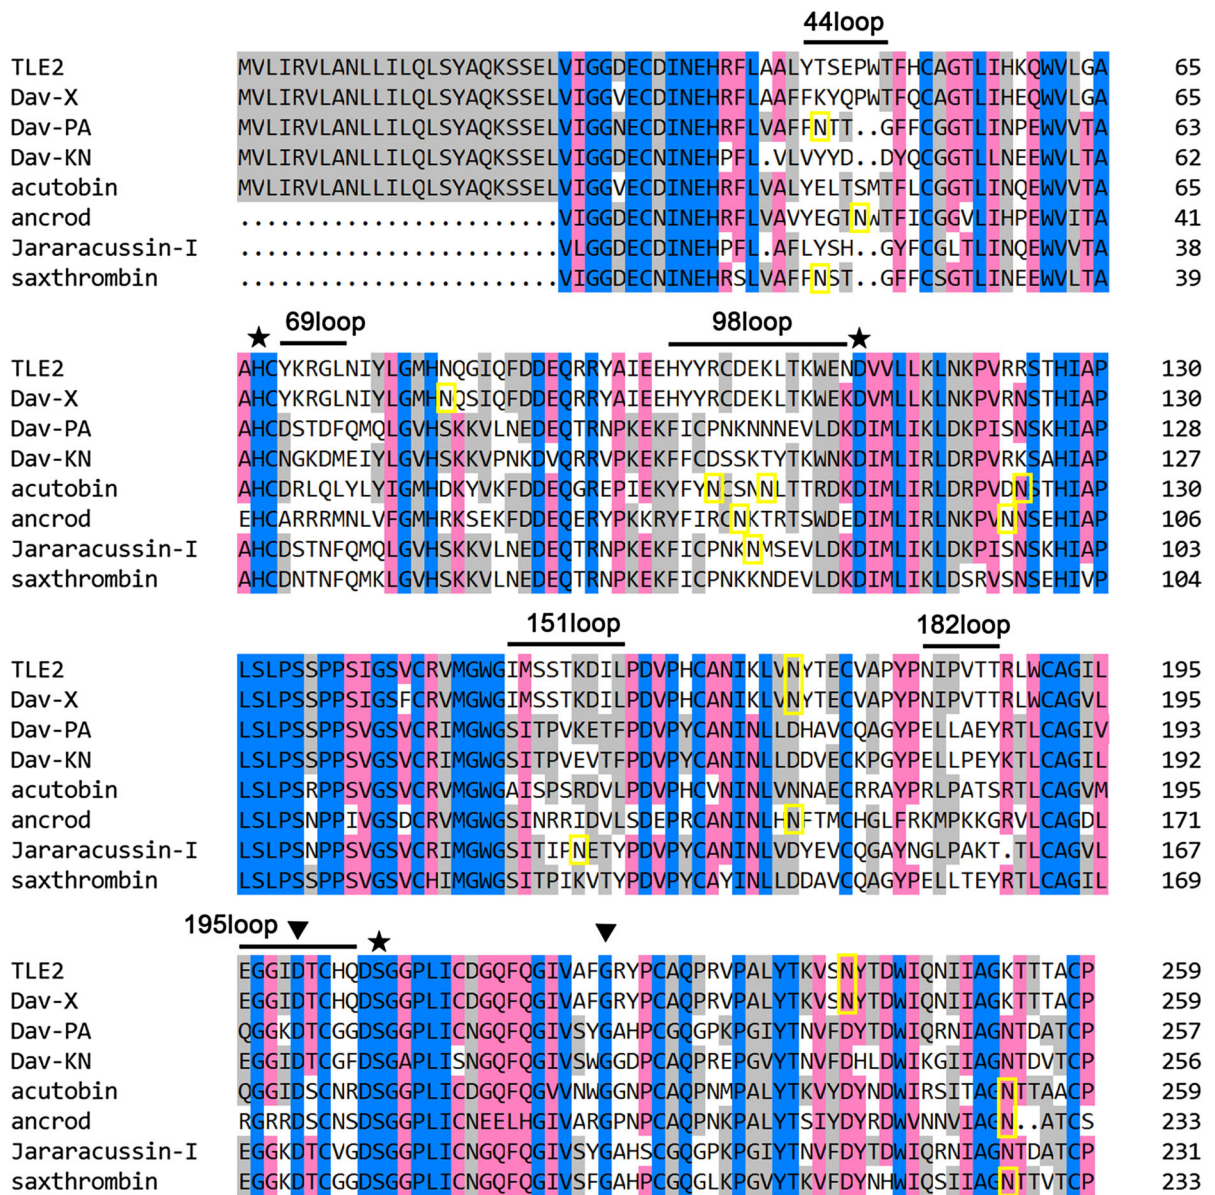 44loop
TLE2 MVLIRVLANLLILQLSYAQKSSELVIGGDECDINEHRFLAALYTSEPWTFHCAGTLIHKQWVLGA 65
Dav-X MVLIRVLANLLILQLSYAQKSSELVIGGVECDINEHRFLAAFFKYQPWTFQCAGTLIHEQWVLGA 65
Dav-PA MVLIRVLANLLILQLSYAQKSSELVIGGNECDINEHRFLVAFFNTT..GFFCGGTLINPEWVVTA 63
Dav-KN MVLIRVLANLLILQLSYAQKSSELVIGGDECNINEHPFL.VLVYYD..DYQCGGTLLNEEWVLTA 62
acutobin MVLIRVLANLLILQLSYAQKSSELVIGGVECDINEHRFLVALYELTSMTFLCGGTLINQEWVVTA 65
ancrod ........................VIGGDECNINEHRFLVAVYEGTNWTFICGGVLIHPEWVITA 41
Jararacussin-I ........................VLGGDECDINEHPFL.AFLYSH..GYFCGLTLINQEWVVTA 38
saxthrombin ........................VIGGDECNINEHRSLVAFFNST..GFFCSGTLINEEWVLTA 39
★ 69loop 98loop ★
TLE2 AHCYKRGLNIYLGMHNQGIQFDDEQRRYAIEEHYYRCDEKLTKWENDVVLLKLNKPVRRSTHIAP 130
Dav-X AHCYKRGLNIYLGMHNQSIQFDDEQRRYAIEEHYYRCDEKLTKWEKDVMLLKLNKPVRNSTHIAP 130
Dav-PA AHCDSTDFQMQLGVHSKKVLNEDEQTRNPKEKFICPNKNNNEVLDKDIMLIKLDKPISNSKHIAP 128
Dav-KN AHCNGKDMEIYLGVHSKKVPNKDVQRRVPKEKFFCDSSKTYTKWNKDIMLIRLDRPVRKSAHIAP 127
acutobin AHCDRLQLYLYIGMHDKYVKFDDEQGREPIEKYFYNCSNNLTTRDKDIMLIRLDRPVDNSTHIAP 130
ancrod EHCARRRMNLVFGMHRKSEKFDDEQERYPKKRYFIRCNKTRTSWDEDIMLIRLNKPVNNSEHIAP 106
Jararacussin-I AHCDSTNFQMQLGVHSKKVLNEDEQTRNPKEKFICPNKNMSEVLDKDIMLIKLDKPISNSKHIAP 103
saxthrombin AHCDNTNFQMKLGVHSKKVLNEDEQTRNPKEKFICPNKKNDEVLDKDIMLIKLDSRVSNSEHIVP 104
151loop 182loop
TLE2 LSLPSSPPSIGSVCRVMGWGIMSSTKDILPDVPHCANIKLVNYTECVAPYPNIPVTTRLWCAGIL 195
Dav-X LSLPSSPPSIGSFCRVMGWGIMSSTKDILPDVPHCANIKLVNYTECVAPYPNIPVTTRLWCAGVL 195
Dav-PA LSLPSSPPSVGSVCRIMGWGSITPVKETFPDVPYCANINLLDHAVCQAGYPELLAEYRTLCAGIV 193
Dav-KN LSLPSSPPSVGSVCRIMGWGSITPVEVTFPDVPYCANINLLDDVECKPGYPELLPEYKTLCAGIL 192
acutobin LSLPSRPPSVGSVCRVMGWGAISPSRDVLPDVPHCVNINLVNNAECRRAYPRLPATSRTLCAGVM 195
ancrod LSLPSNPPIVGSDCRVMGWGSINRRIDVLSDEPRCANINLHNFTMCHGLFRKMPKKGRVLCAGDL 171
Jararacussin-I LSLPSNPPSVGSVCRIMGWGSITIPNETYPDVPYCANINLVDYEVCQGAYNGLPAKT.TLCAGVL 167
saxthrombin LSLPSSPPSVGSVCHIMGWGSITPIKVTYPDVPYCAYINLLDDAVCQAGYPELLTEYRTLCAGIL 169
195loop ▼ ★ ▼
TLE2 EGGIDTCHQDSGGPLICDGQFQGIVAFGRYPCAQPRVPALYTKVSNYTDWIQNIIAGKTTTACP 259
Dav-X EGGIDTCHQDSGGPLICDGQFQGIVAFGRYPCAQPRVPALYTKVSNYTDWIQNIIAGKTTTACP 259
Dav-PA QGGKDTCGGDSGGPLICNGQFQGIVSYGAHPCGQGPKPGIYTNVFDYTDWIQRNIAGNTDATCP 257
Dav-KN EGGIDTCGFDSGAPLISNGQFQGIVSWGGDPCAQPREPGVYTNVFDHLDWIKGIIAGNTDVTCP 256
acutobin QGGIDSCNRDSGGPLICDGQFQGVVNWGGNPCAQPNMPALYTKVYDYNDWIRSITAGNTTAACP 259
ancrod RGRRDSCNSDSGGPLICNEELHGIVARGPNPCAQPNKPALYTSIYDYRDWVNNVIAGN..ATCS 233
Jararacussin-I EGGKDTCVGDSGGPLICNGQFQGIVSYGAHSCGQGPKPGIYTNVFDYTDWIQRNIAGNTDATCP 231
saxthrombin EGGKDTCGGDSGGPLICNGQFQGIVSFGAHPCGQGLKPGVYTKVFDYNHWIQSIIAGNTTVTCP 233